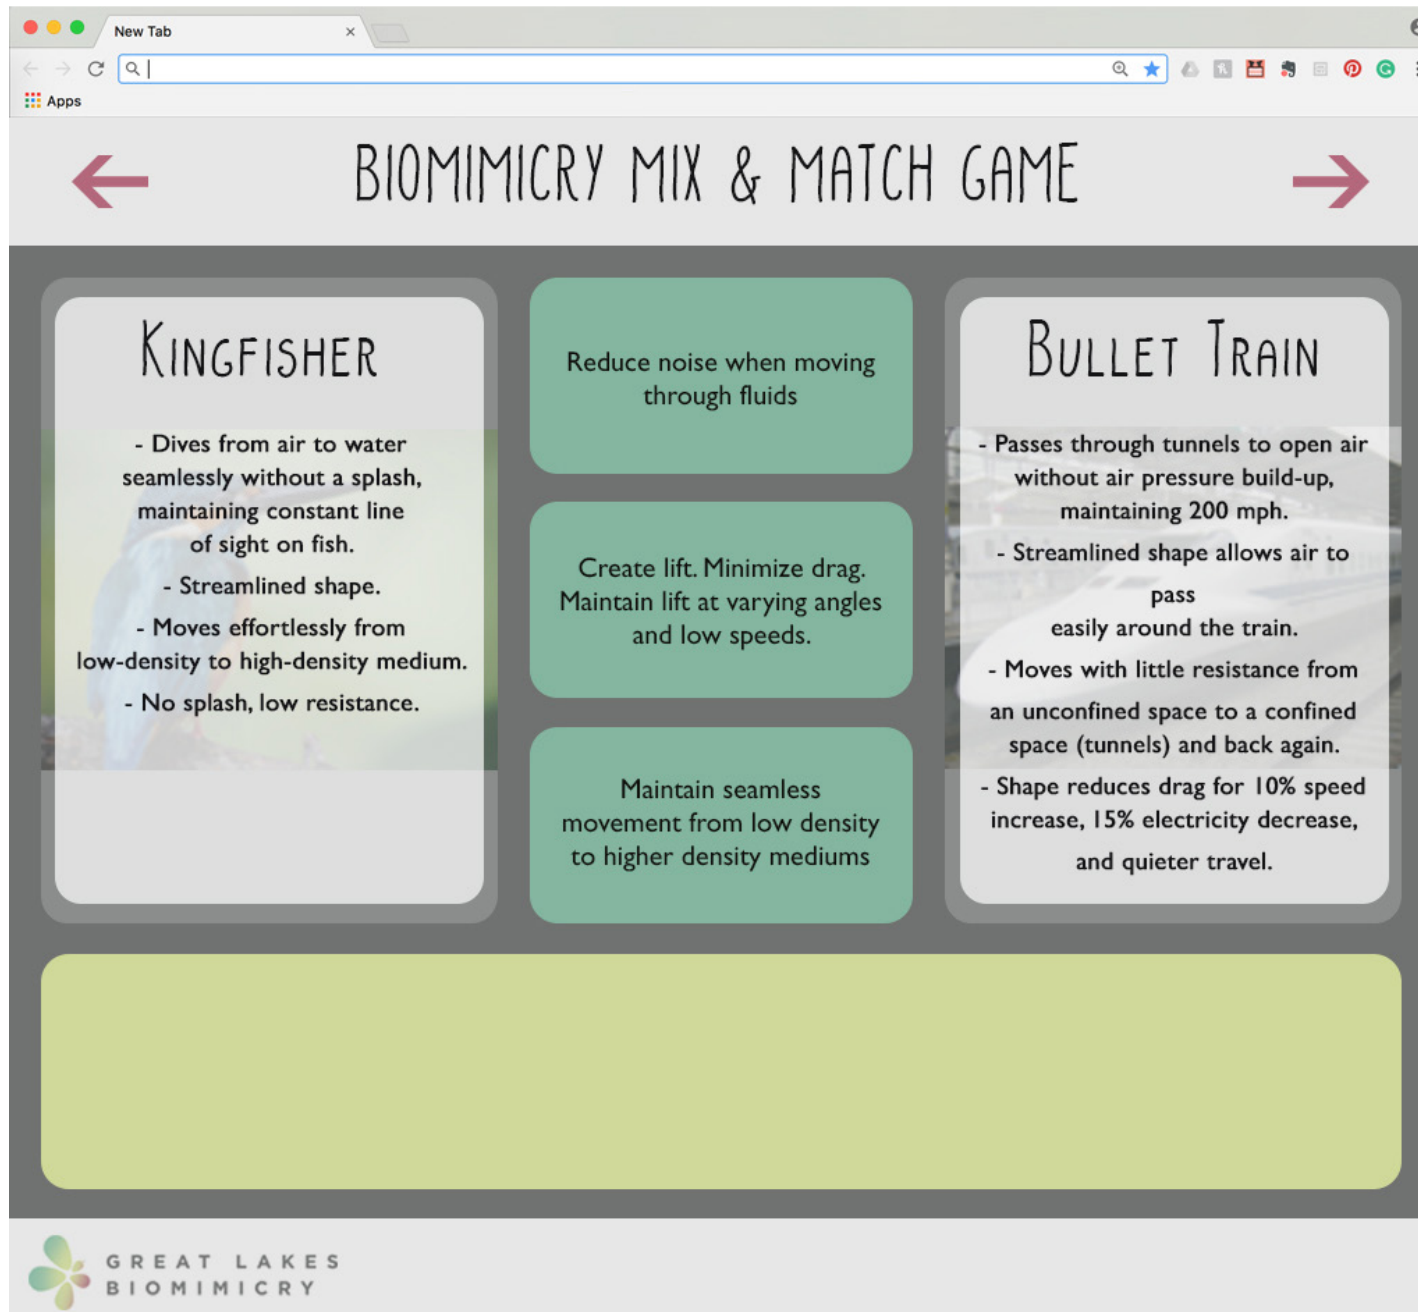 New Tab
Apps
BIOMIMICRY MIX & MATCH GAME
KINGFISHER
- Dives from air to water
seamlessly without a splash,
maintaining constant line
of sight on fish.
- Streamlined shape.
- Moves effortlessly from
low-density to high-density medium.
- No splash, low resistance.
Reduce noise when moving
through fluids
Create lift. Minimize drag.
Maintain lift at varying angles
and low speeds.
Maintain seamless
movement from low density
to higher density mediums
BULLET TRAIN
- Passes through tunnels to open air
without air pressure build-up,
maintaining 200 mph.
- Streamlined shape allows air to
pass
easily around the train.
- Moves with little resistance from
an unconfined space to a confined
space (tunnels) and back again.
- Shape reduces drag for 10% speed
increase, 15% electricity decrease,
and quieter travel.
GREAT LAKES
BIOMIMICRY